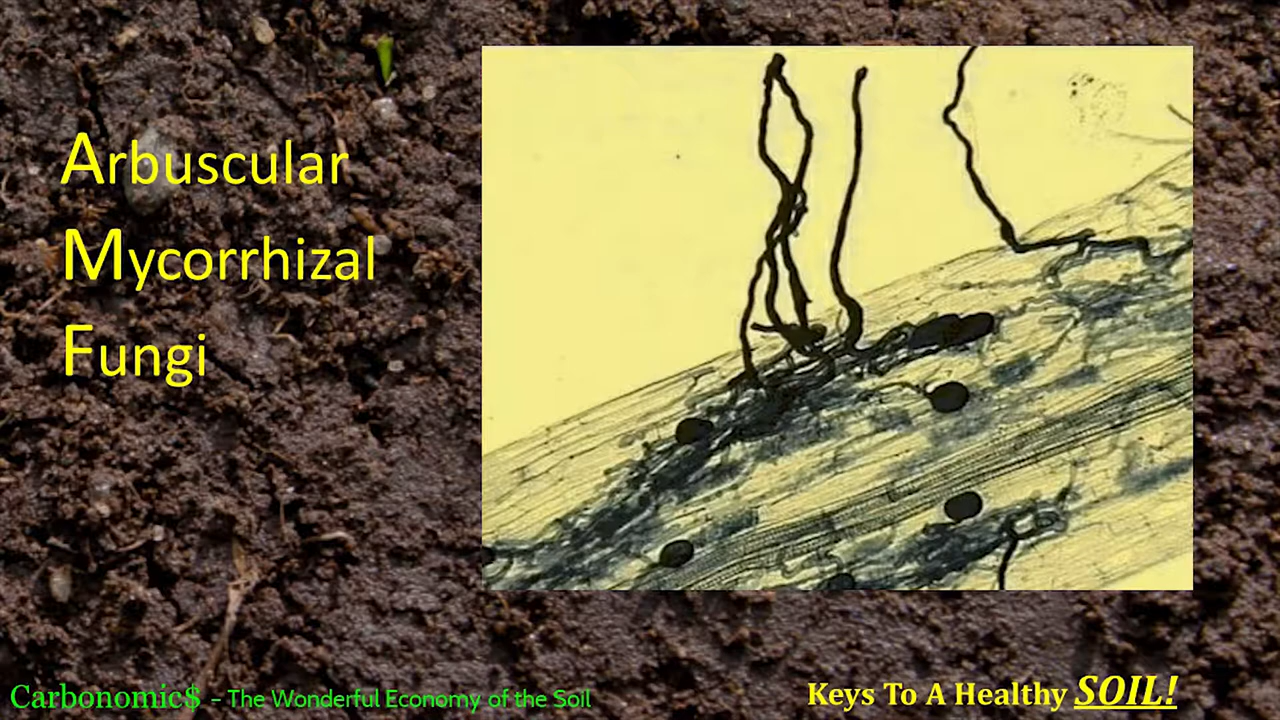 Arbuscular
Mycorrhizal
Fungi
Carbonomic$ – The Wonderful Economy of the Soil
Keys To A Healthy SOIL!